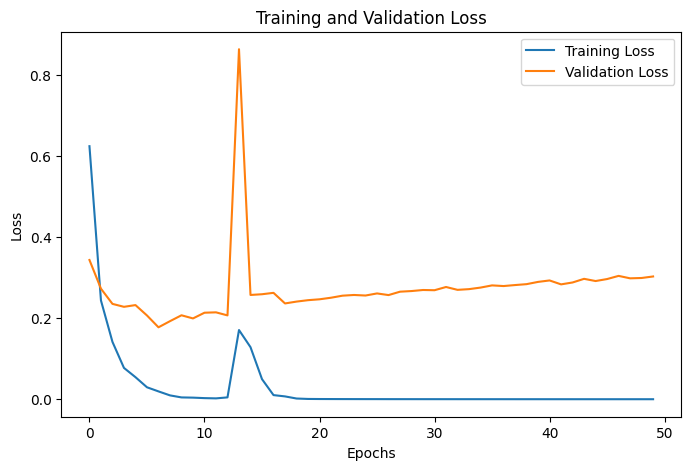 Training and Validation Loss
Training Loss
Validation Loss
0.8
0.6
0.4
0.2
0.0
Loss
0 10 20 30 40 50
Epochs